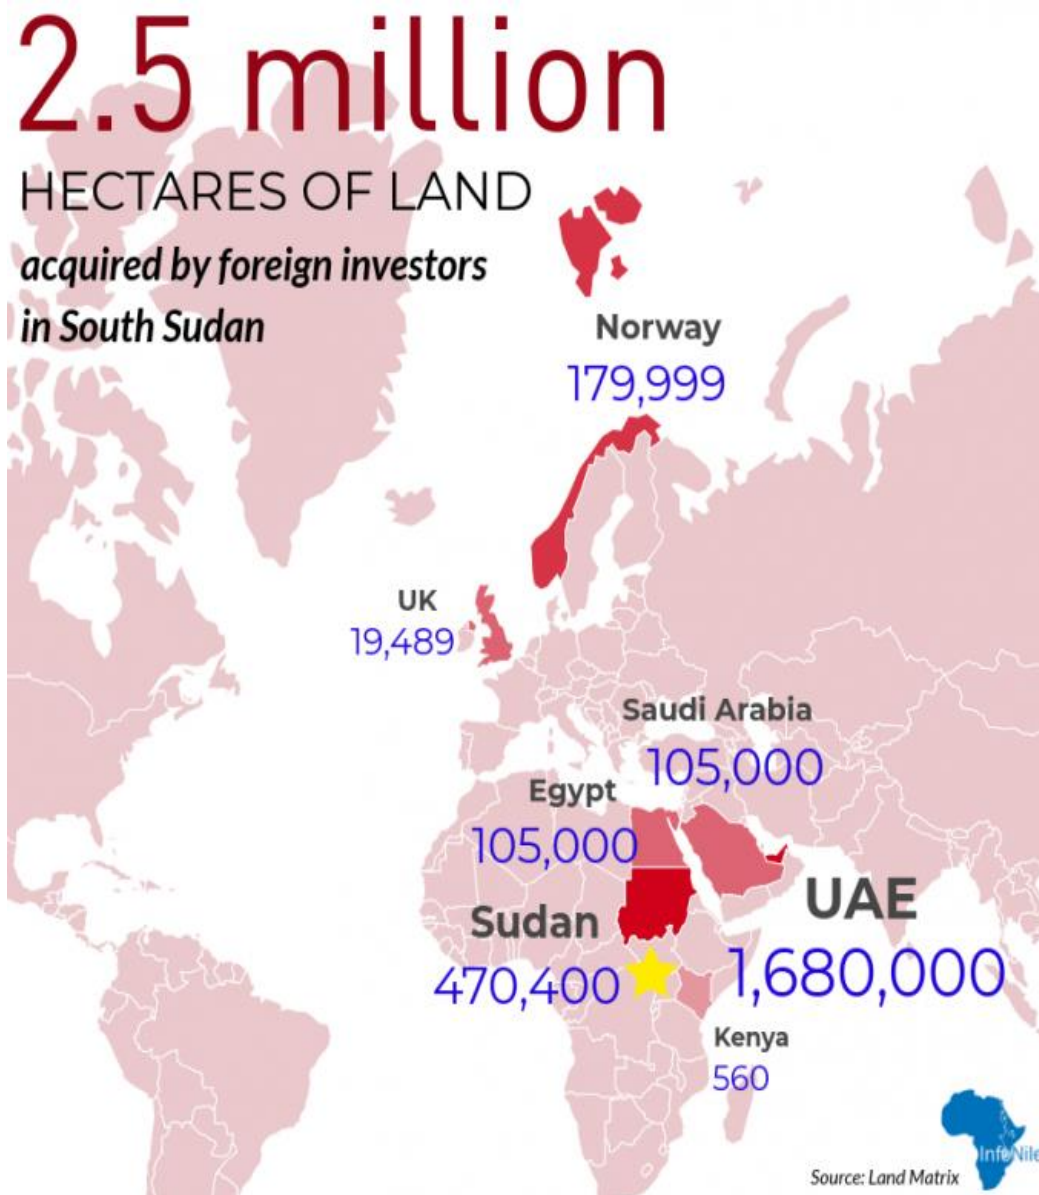 2.5 million
HECTARES OF LAND
acquired by foreign investors
in South Sudan
Norway
179,999
UK
19,489
Saudi Arabia
105,000
Egypt
105,000
UAE
1,680,000
Sudan
470,400
Kenya
560
InfoNile
Source: Land Matrix